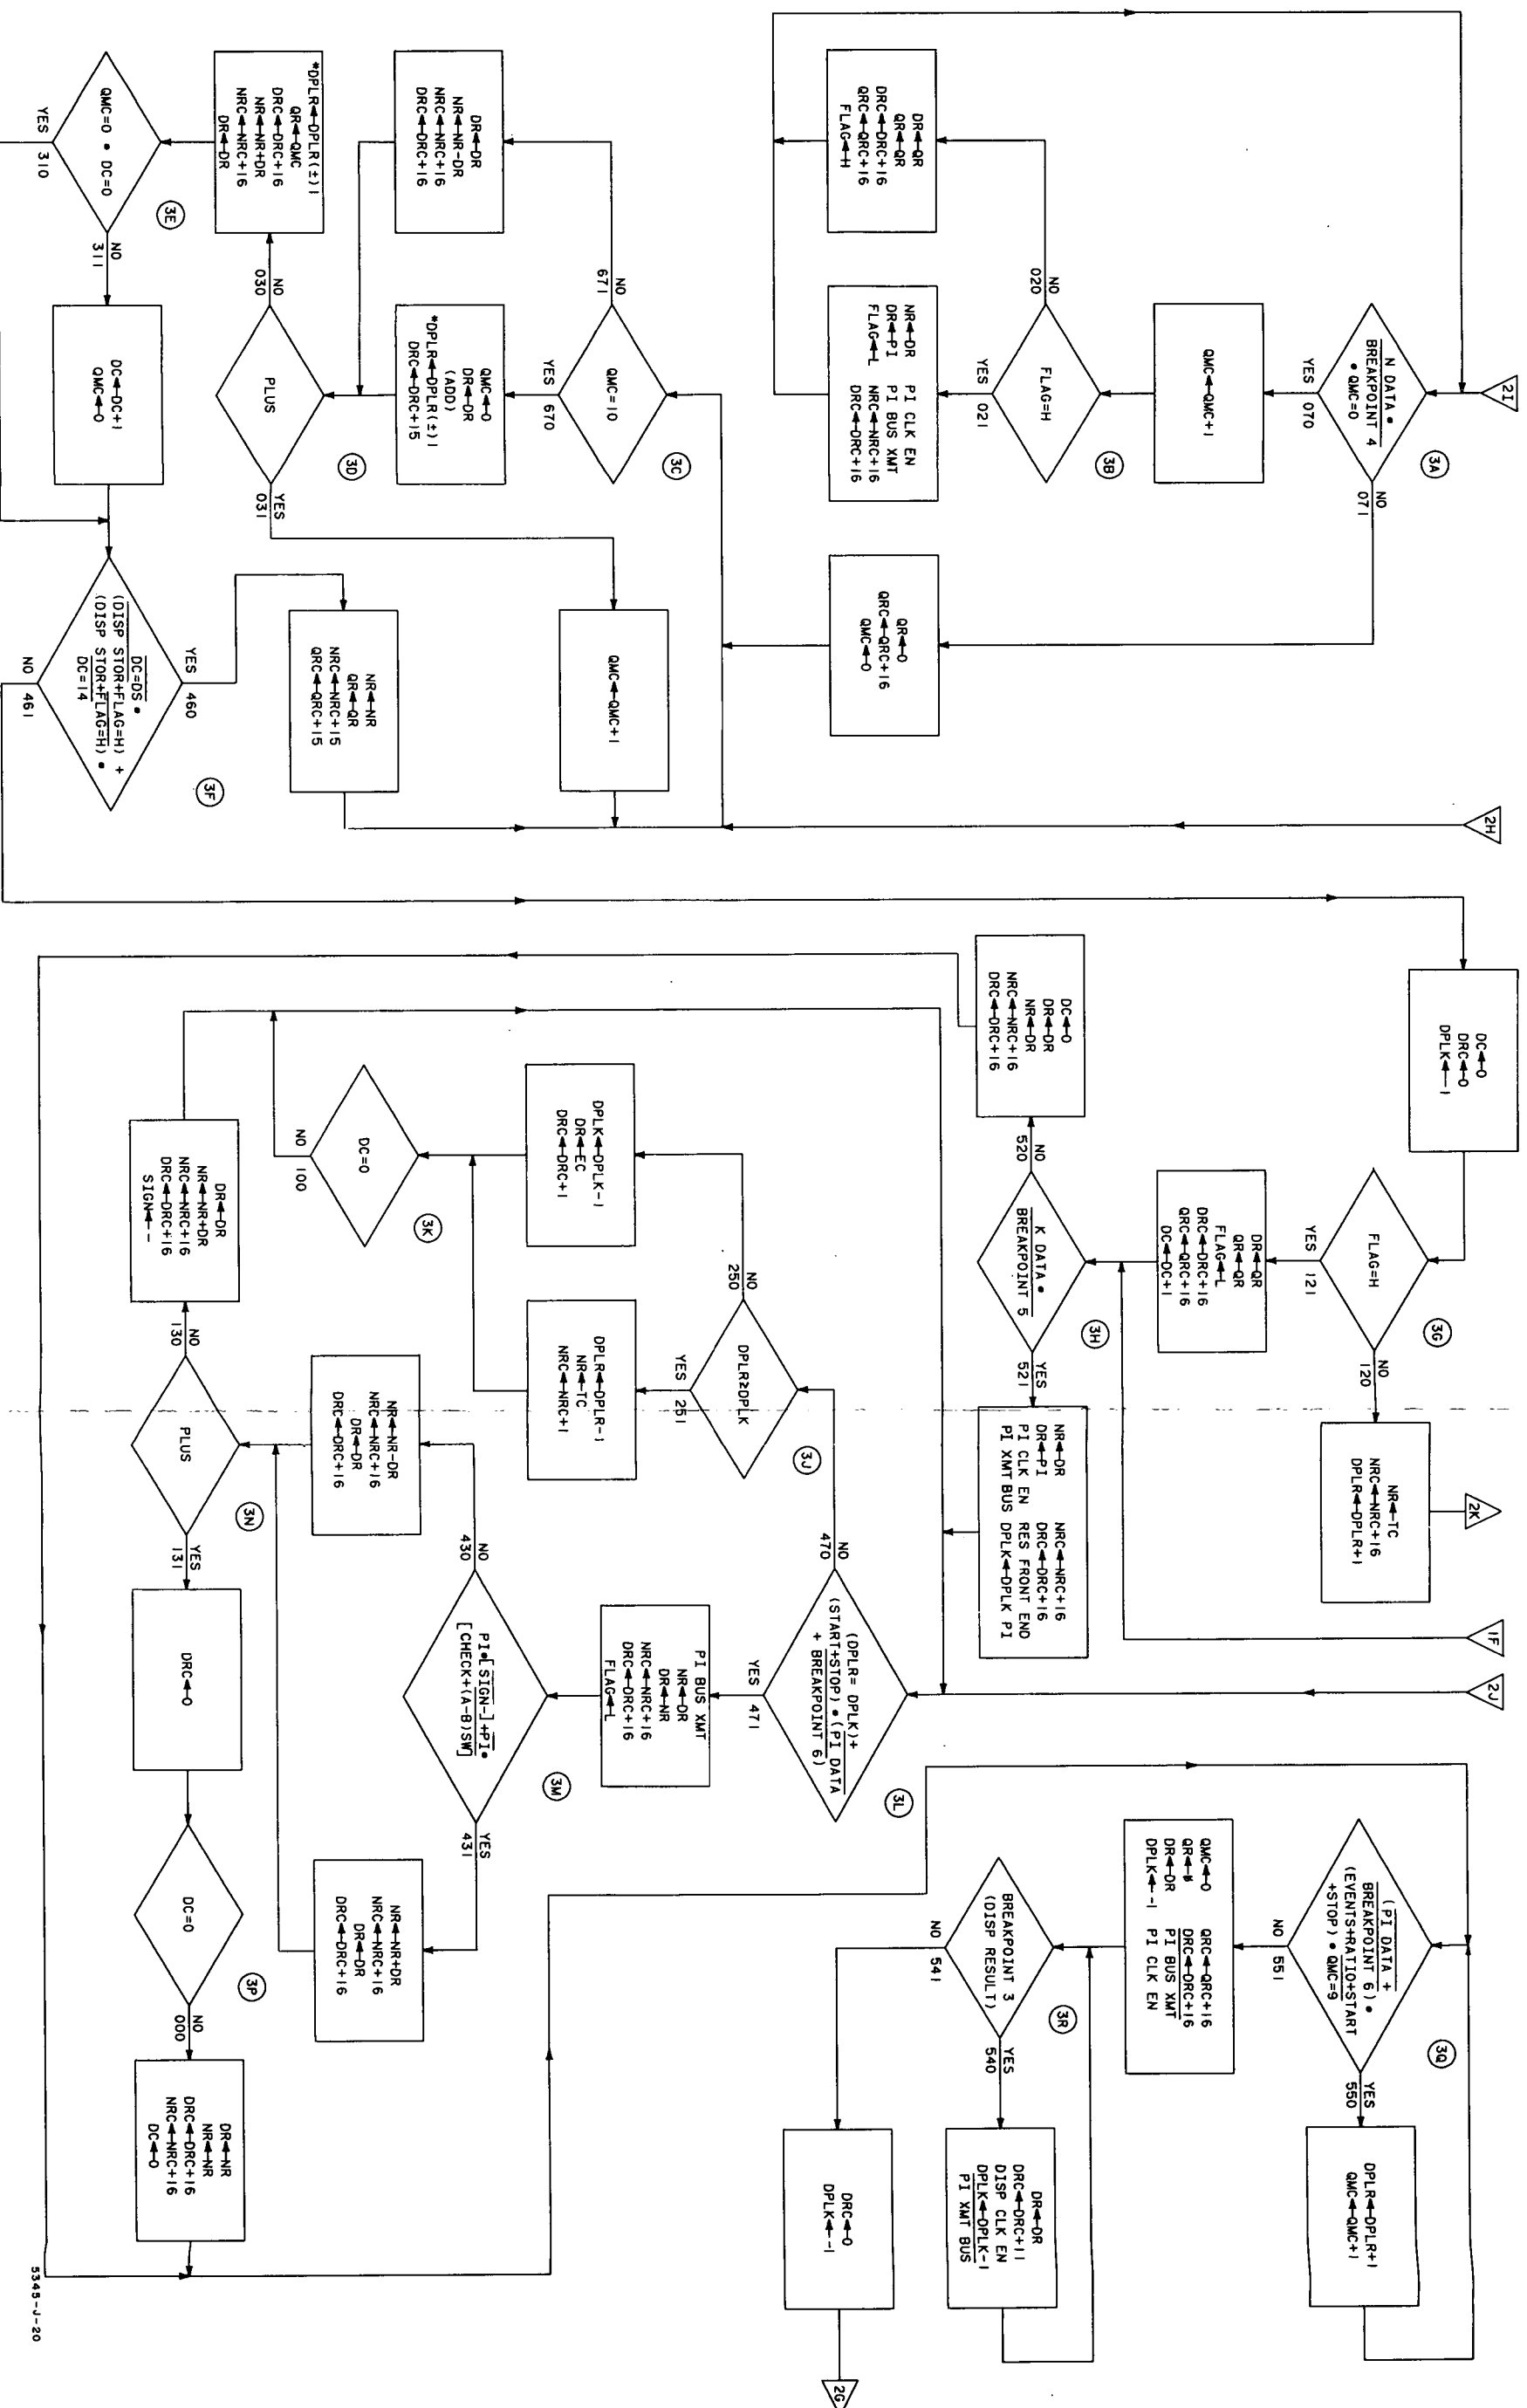 2I
N DATA •
BREAKPOINT 4
• QMC=0
3A
YES
070
NO
071
QMC←QMC+1
FLAG=H
3B
NO
020
YES
021
DR←QR
QR←QR
DRC←DRC+16
QRC←QRC+16
FLAG←H
NR←DR
DR←PI
FLAG←L
PI CLK EN
PI BUS XMT
NRC←NRC+16
DRC←DRC+16
QR←0
QRC←QRC+16
QMC←0
2H
QMC=10
3C
NO
671
YES
670
DR←DR
NR←NR-DR
NRC←NRC+16
DRC←DRC+16
QMC←0
DR←DR
(ADD)
*DPLR←DPLR(±)1
DRC←DRC+15
PLUS
3D
NO
030
YES
031
QMC←QMC+1
*DPLR←DPLR(±)1
QR←QMC
DRC←DRC+16
NR←NR+DR
NRC←NRC+16
DR←DR
QMC=0 • DC=0
3E
YES
310
NO
311
DC←DC+1
QMC←0
DC=DS •
(DISP STOR+FLAG=H) +
(DISP STOR+FLAG=H) •
DC=14
3F
YES
460
NO
461
NR←NR
QR←QR
NRC←NRC+15
QRC←QRC+15
DC←0
DRC←0
DPLK←-1
FLAG=H
3G
YES
121
NO
120
NR←TC
NRC←NRC+16
DPLR←DPLR+1
2K
DR←QR
QR←QR
FLAG←L
DRC←DRC+16
QRC←QRC+16
DC←DC+1
1F
K DATA •
BREAKPOINT 5
3H
NO
520
YES
521
DC←0
DR←DR
NR←DR
NRC←NRC+16
DRC←DRC+16
NR←DR
DR←PI
PI CLK EN
PI XMT BUS
NRC←NRC+16
DRC←DRC+16
RES FRONT END
DPLK←DPLK PI
2J
(DPLR= DPLK)+
(START+STOP) • (PI DATA
+ BREAKPOINT 6)
3L
NO
470
YES
471
DPLR≥DPLK
3J
NO
250
YES
251
DPLK←DPLK-1
DR←EC
DRC←DRC+1
DPLR←DPLR-1
NR←TC
NRC←NRC+1
DC=0
3K
NO
100
PI BUS XMT
NR←DR
DR←NR
NRC←NRC+16
DRC←DRC+16
FLAG←L
PI•[SIGN-]+PI•
[CHECK+(A-B)SW]
3M
NO
430
YES
431
NR←NR-DR
NRC←NRC+16
DR←DR
DRC←DRC+16
NR←NR+DR
NRC←NRC+16
DR←DR
DRC←DRC+16
PLUS
3N
NO
130
YES
131
DR←DR
NR←NR+DR
NRC←NRC+16
DRC←DRC+16
SIGN←-
DRC←0
DC=0
3P
NO
000
DR←NR
NR←NR
DRC←DRC+16
NRC←NRC+16
DC←0
(PI DATA +
BREAKPOINT 6) •
(EVENTS+RATIO+START
+STOP) • QMC=9
3Q
NO
551
YES
550
DPLR←DPLR+1
QMC←QMC+1
QMC←0
DR←DR
DPLK←-1
QRC←QRC+16
DRC←DRC+16
PI BUS XMT
PI CLK EN
BREAKPOINT 3
(DISP RESULT)
3R
NO
541
YES
540
DR←DR
DRC←DRC+11
DISP CLK EN
DPLK←DPLK-1
PI XMT BUS
DRC←0
DPLK←-1
2G
5345-J-20